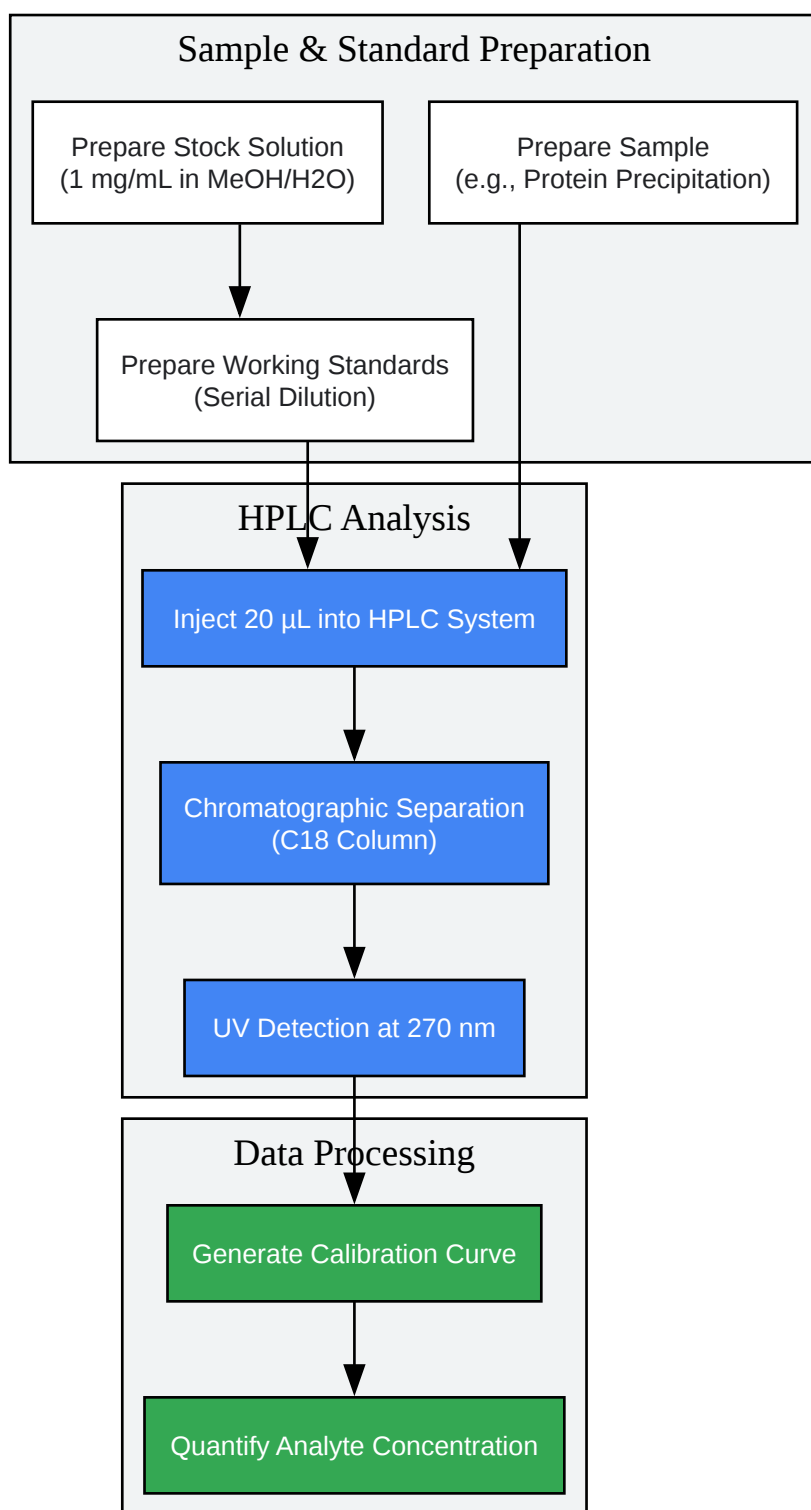 Sample & Standard Preparation
Prepare Stock Solution
(1 mg/mL in MeOH/H2O)
Prepare Sample
(e.g., Protein Precipitation)
Prepare Working Standards
(Serial Dilution)
HPLC Analysis
Inject 20 µL into HPLC System
Chromatographic Separation
(C18 Column)
UV Detection at 270 nm
Data Processing
Generate Calibration Curve
Quantify Analyte Concentration